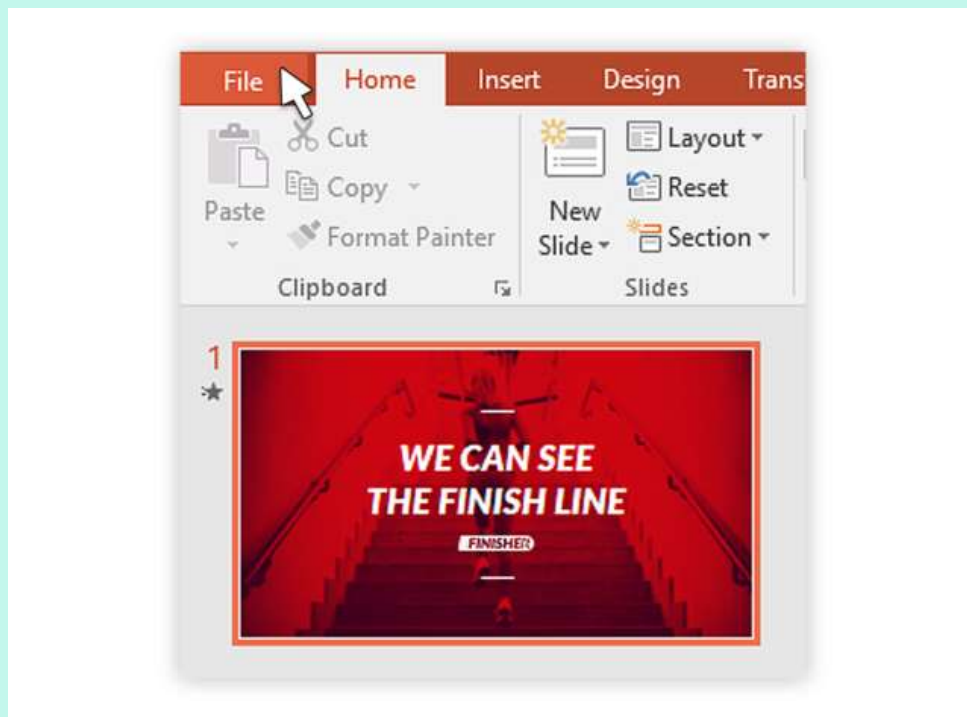 File Home Insert Design Trans
Cut
Copy
Format Painter
Paste
Clipboard
New
Slide
Layout
Reset
Section
Slides
1
WE CAN SEE
THE FINISH LINE
FINISHER